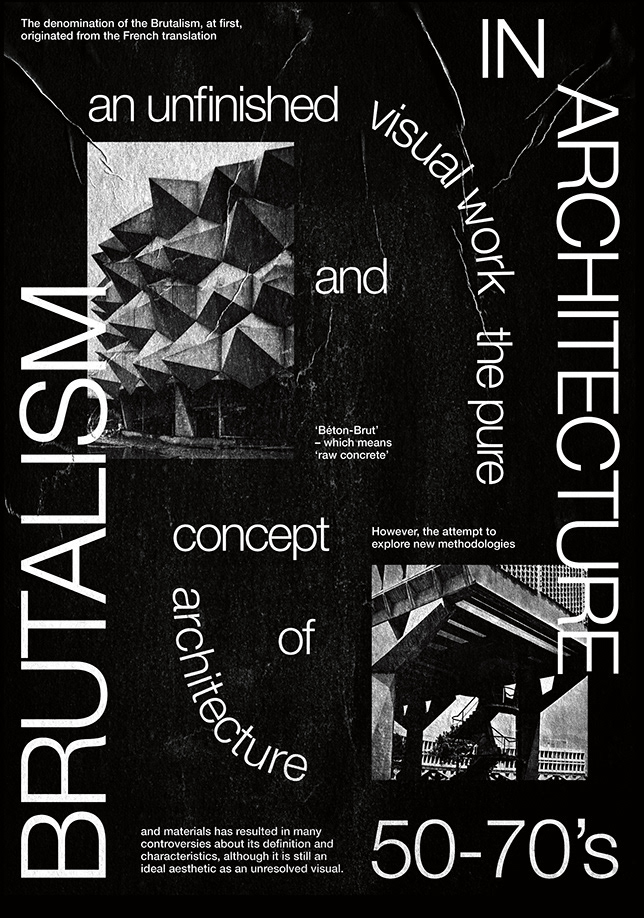 The denomination of the Brutalism, at first,
originated from the French translation
IN
ARCHITECTURE
an unfinished
visual work the pure
and
BRUTALISM
‘Béton-Brut’
– which means
‘raw concrete’
concept
However, the attempt to
explore new methodologies
of
architecture
and materials has resulted in many
controversies about its definition and
characteristics, although it is still an
ideal aesthetic as an unresolved visual.
50-70’s